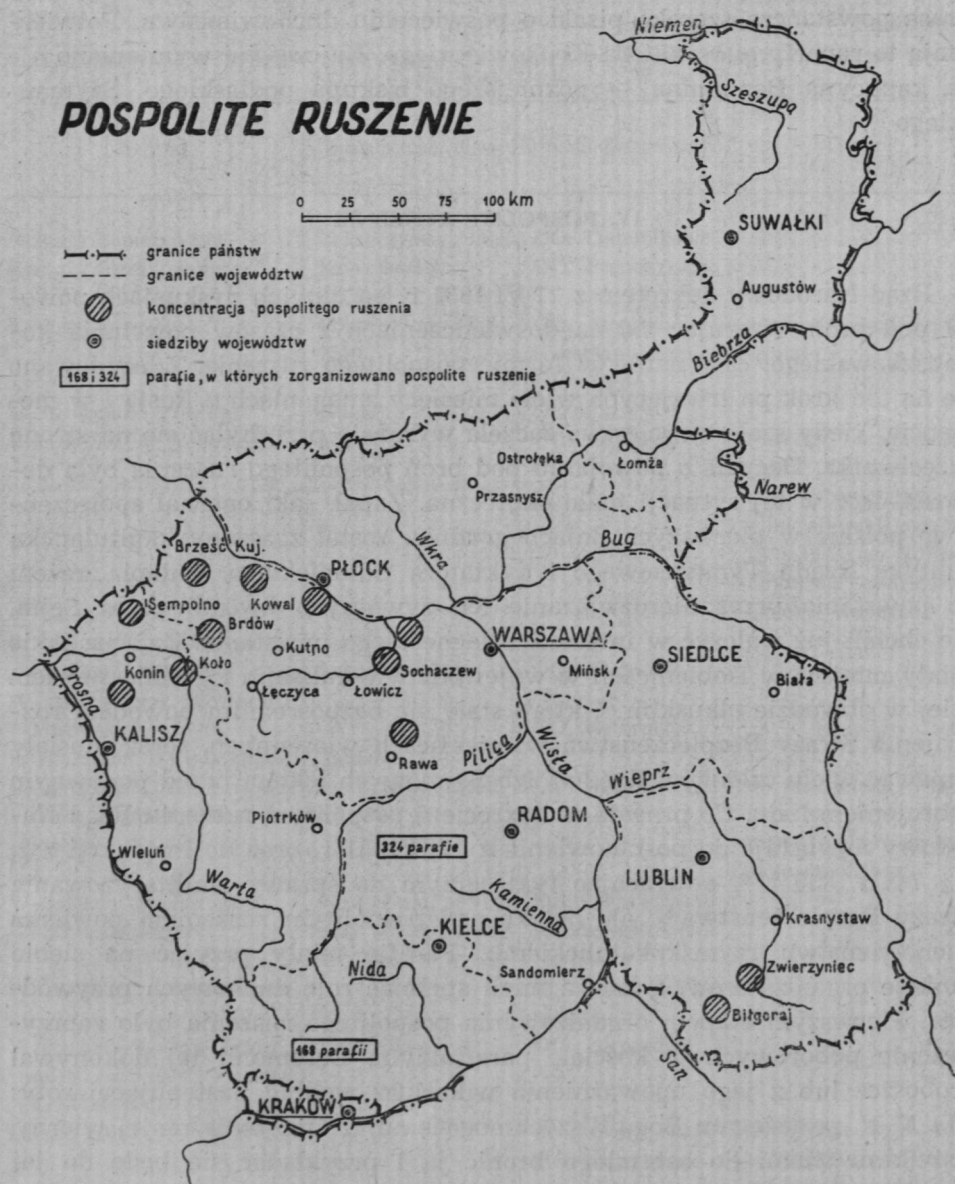 Niemen
Szeszupa
POSPOLITE RUSZENIE
0 25 50 75 100 km
granice państw
granice województw
koncentracja pospolitego ruszenia
siedziby województw
168 i 324 parafie, w których zorganizowano pospolite ruszenie
SUWAŁKI
Augustów
Biebrza
Ostrołęka
Łomża
Przasnysz
Narew
Wkra
Bug
Brześć Kuj.
PŁOCK
Kowal
Sempolno
Brdów
Kutno
WARSZAWA
Mińsk
SIEDLCE
Biała
Konin
Koło
Sochaczew
Łęczyca
Łowicz
Prosna
KALISZ
Rawa
Pilica
Wisła
Wieprz
Piotrków
RADOM
324 parafie
Wieluń
Warta
LUBLIN
Kamienna
Krasnystaw
KIELCE
Nida
Sandomierz
Zwierzyniec
Biłgoraj
168 parafii
San
KRAKÓW